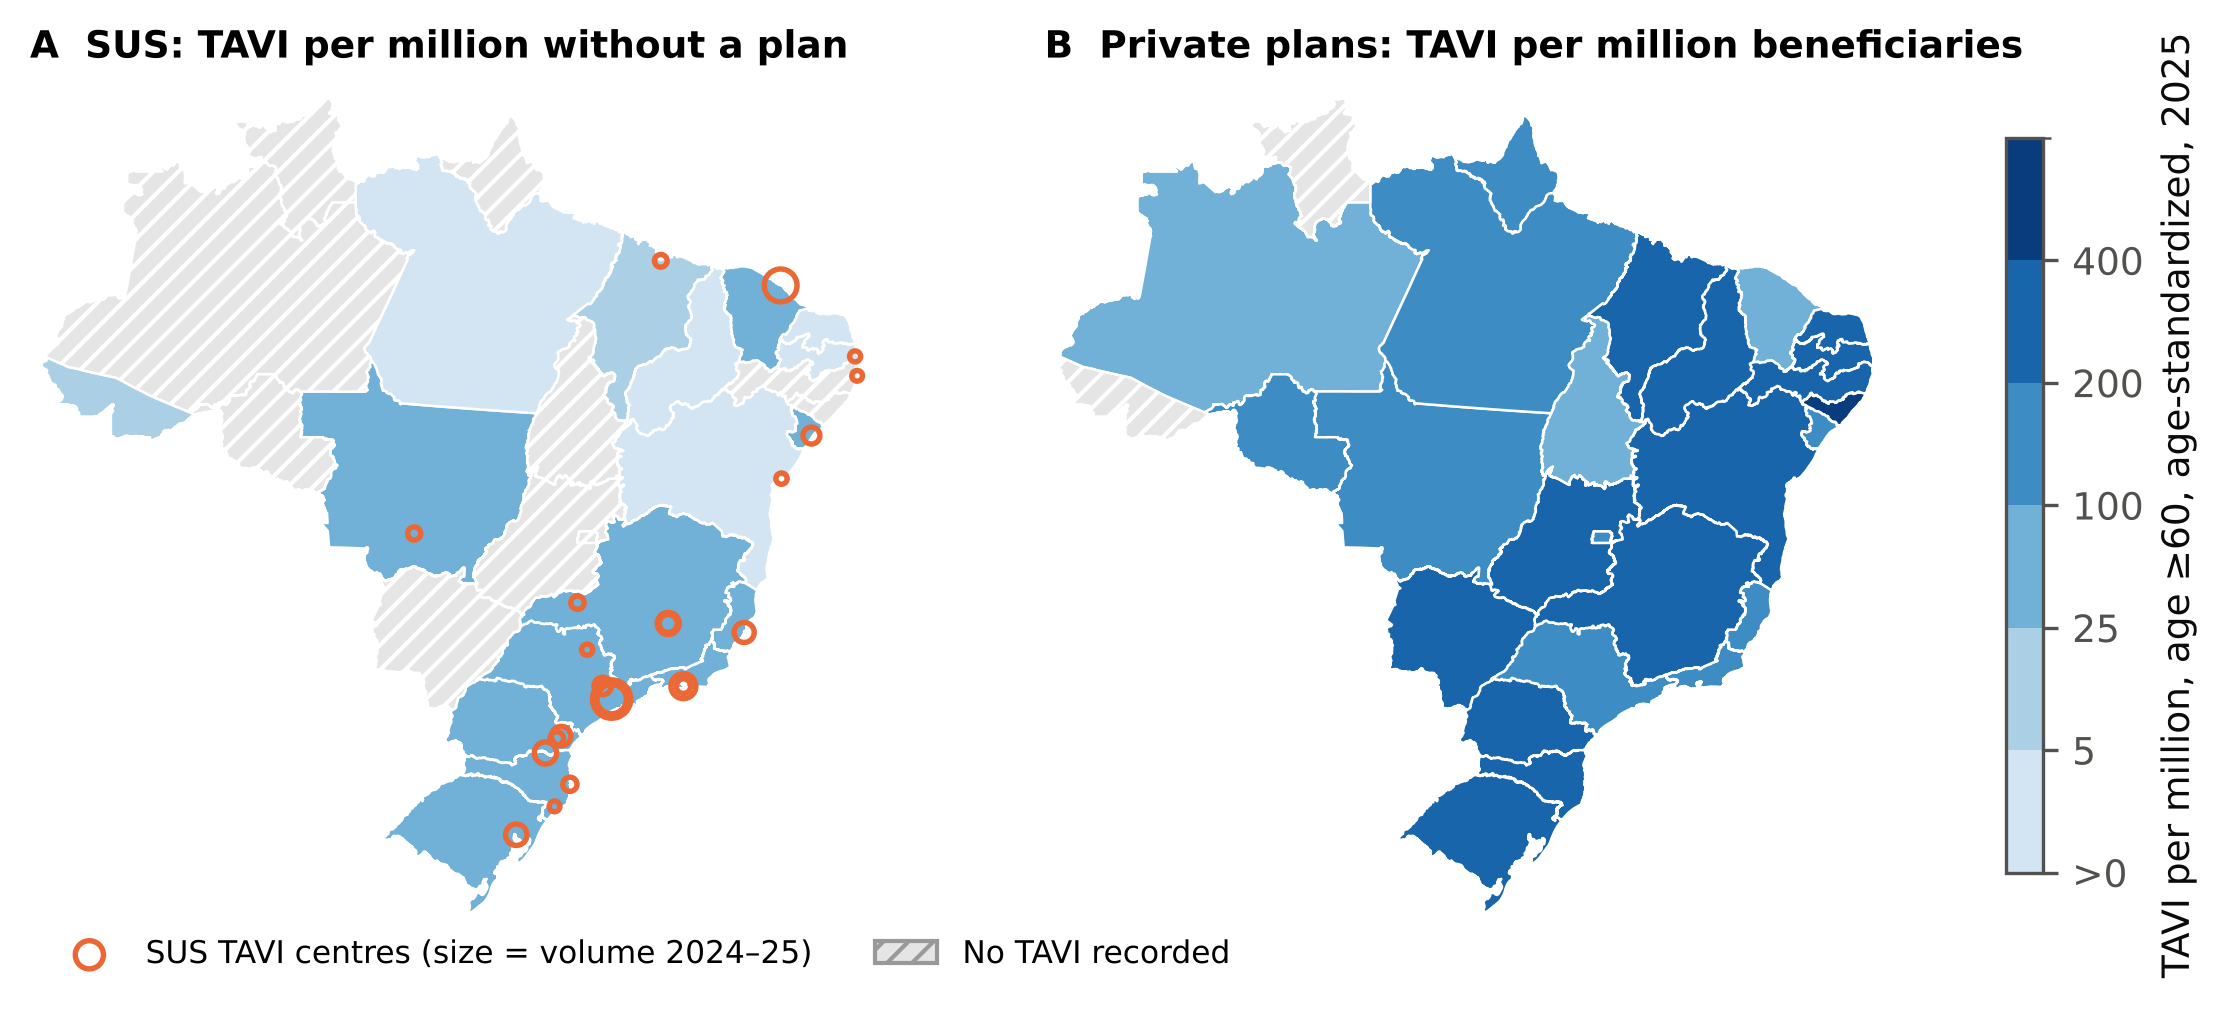 A SUS: TAVI per million without a plan
B Private plans: TAVI per million beneficiaries
400
200
100
25
5
>0
TAVI per million, age ≥60, age-standardized, 2025
SUS TAVI centres (size = volume 2024–25)
No TAVI recorded